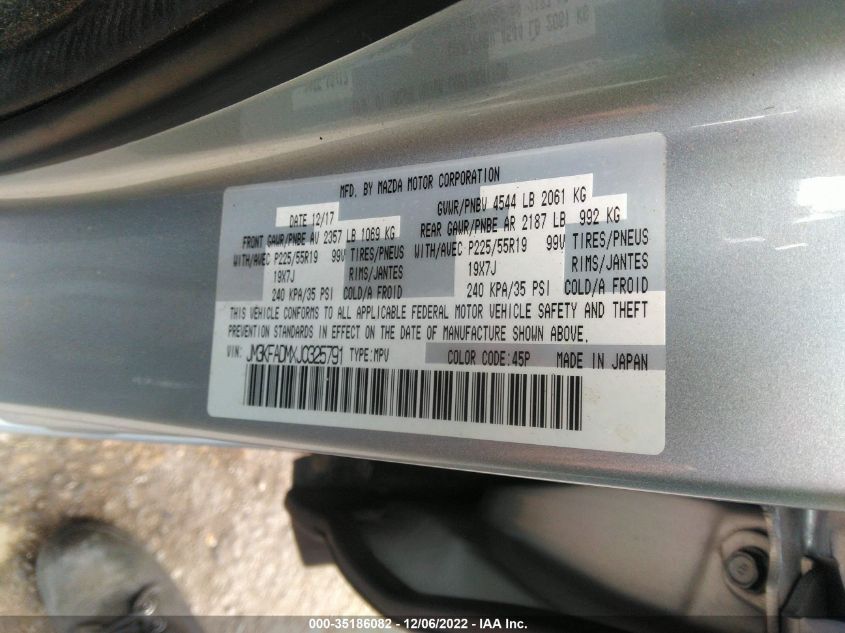 MFD. BY MAZDA MOTOR CORPORATION
DATE 12/17 GVWR/PNBV 4544 LB 2061 KG
FRONT GAWR/PNBE AV 2357 LB 1069 KG REAR GAWR/PNBE AR 2187 LB 992 KG
WITH/AVEC P225/55R19 99V TIRES/PNEUS WITH/AVEC P225/55R19 99V TIRES/PNEUS
19X7J RIMS/JANTES 19X7J RIMS/JANTES
240 KPA/35 PSI COLD/A FROID 240 KPA/35 PSI COLD/A FROID
THIS VEHICLE CONFORMS TO ALL APPLICABLE FEDERAL MOTOR VEHICLE SAFETY AND THEFT
PREVENTION STANDARDS IN EFFECT ON THE DATE OF MANUFACTURE SHOWN ABOVE.
VIN: JM3KFADMXJ0325791 TYPE:MPV COLOR CODE:45P MADE IN JAPAN
000-35186082 - 12/06/2022 - IAA Inc.